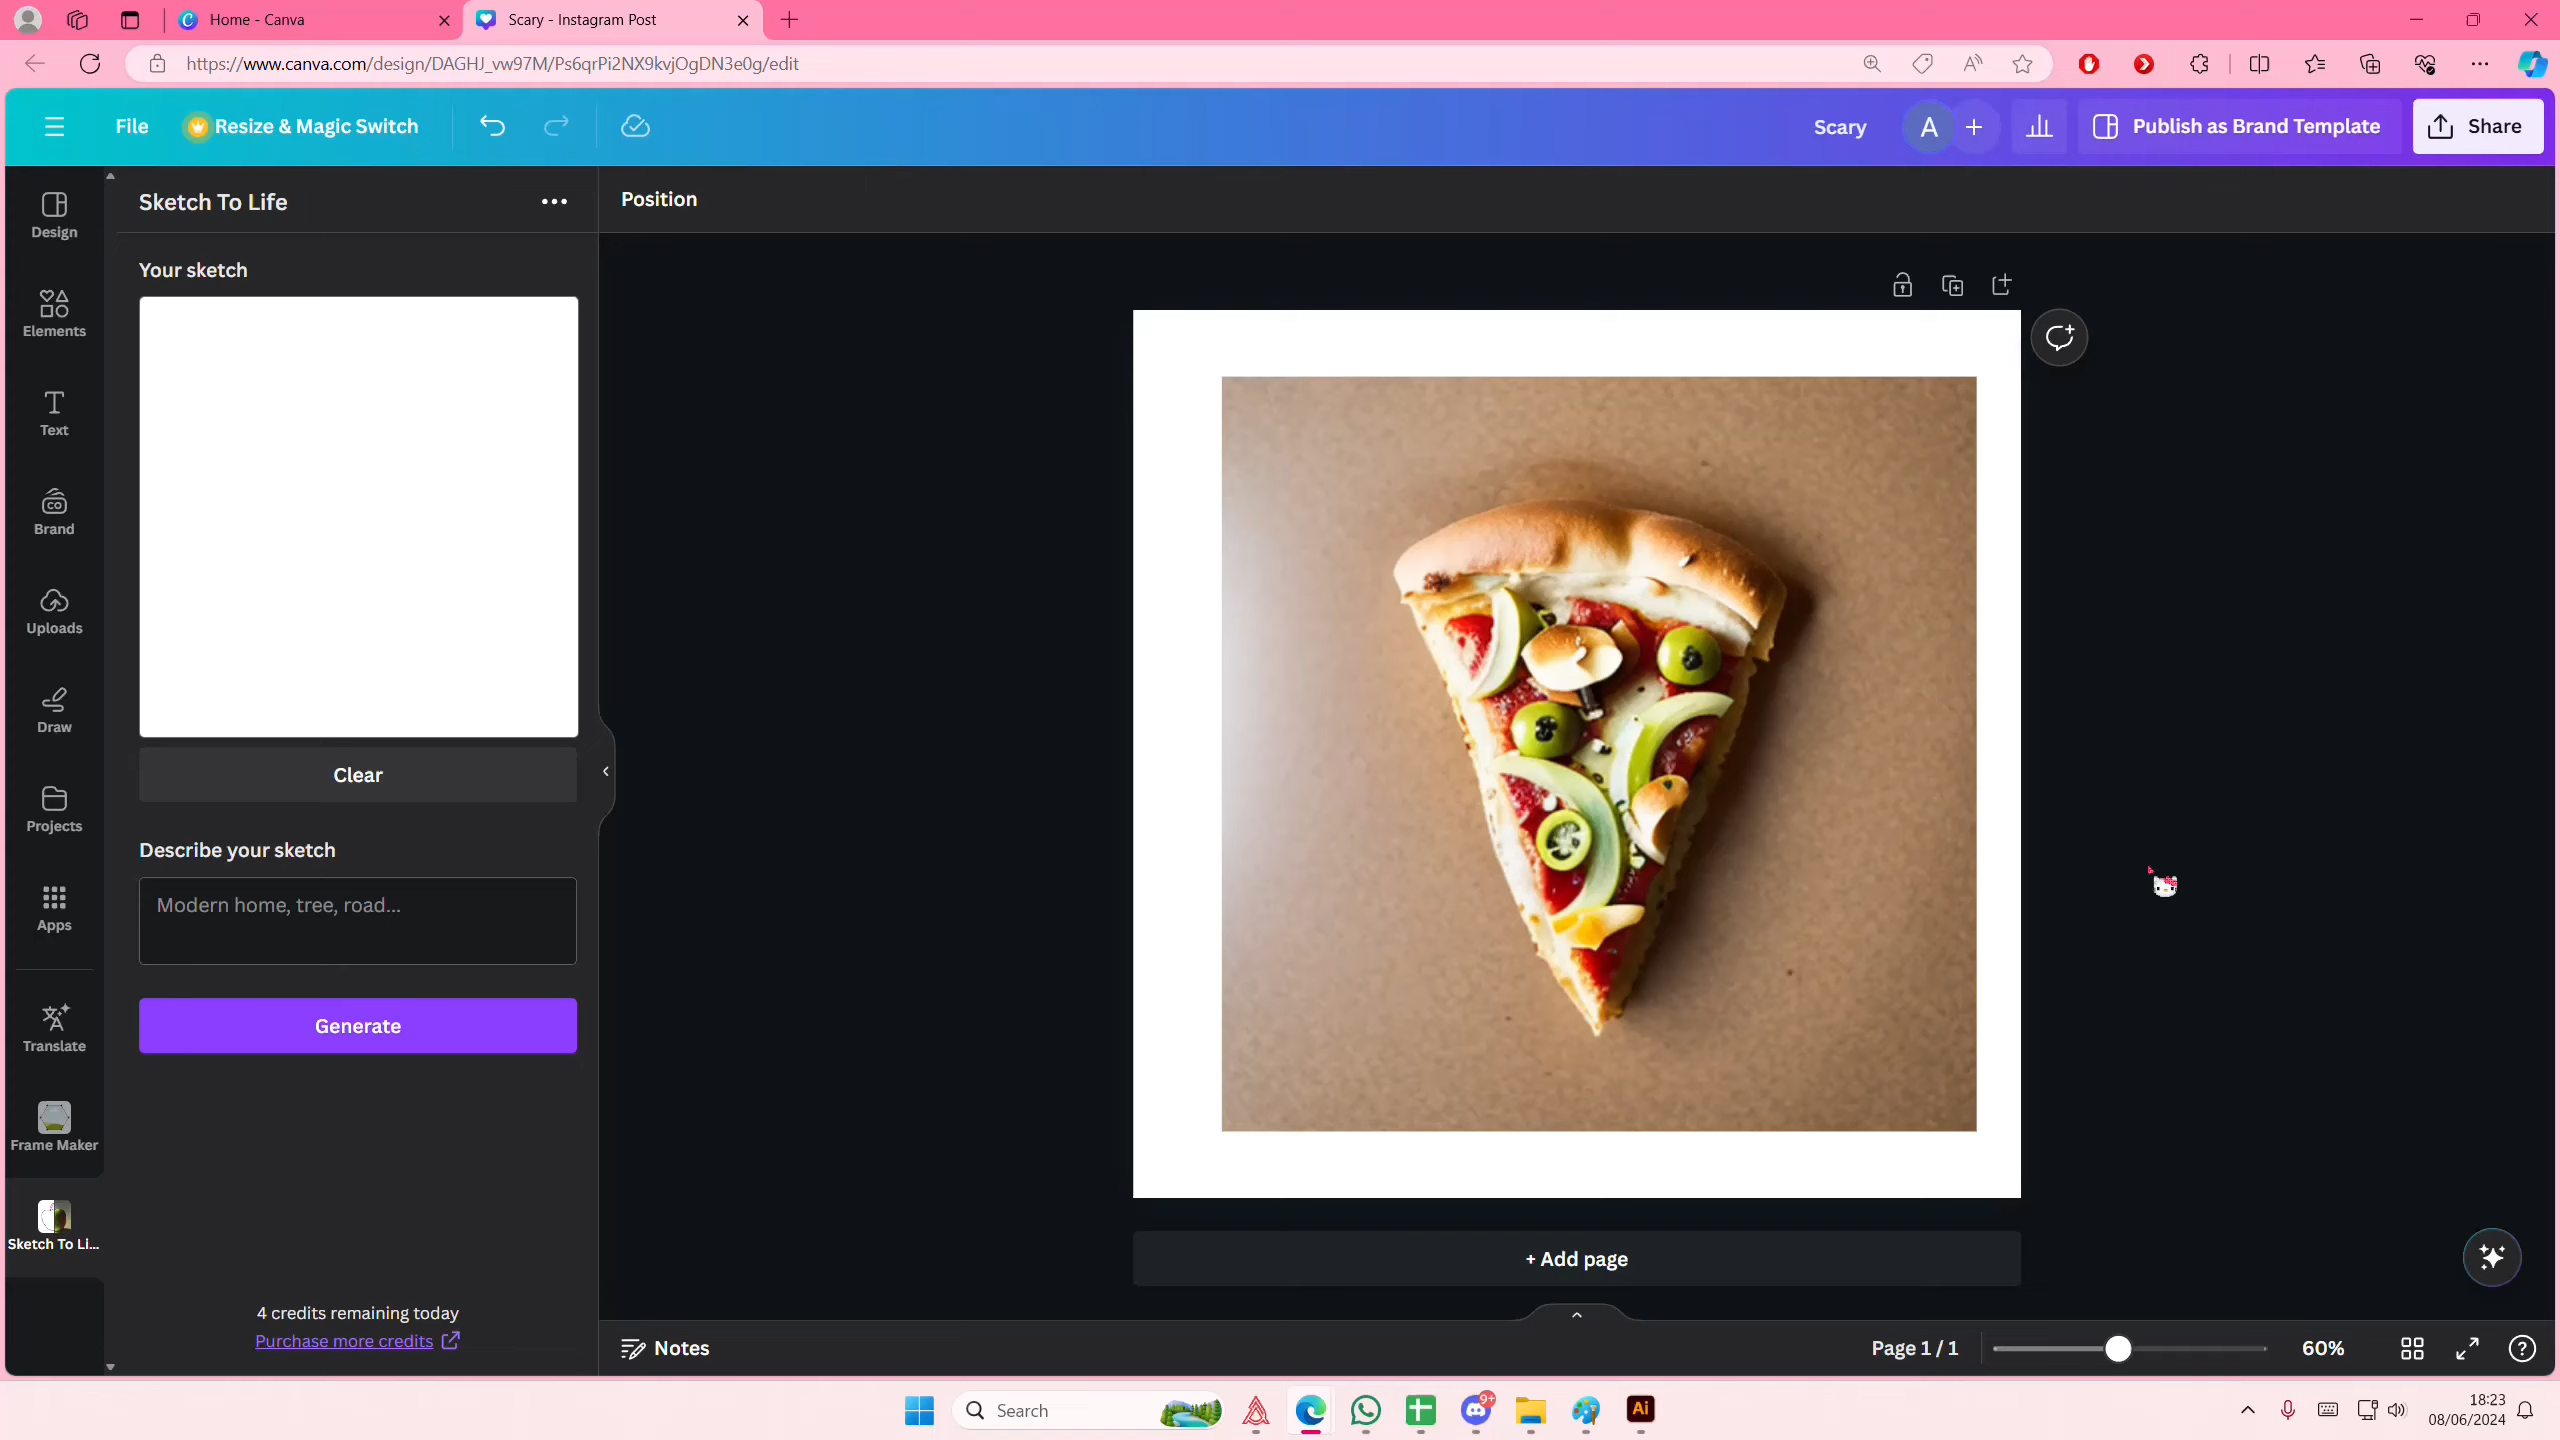 Home - Canva
Scary - Instagram Post
https://www.canva.com/design/DAGHJ_vw97M/Ps6qrPi2NX9kvjOgDN3e0g/edit
File
Resize & Magic Switch
Scary
A
Publish as Brand Template
Share
Design
Elements
Text
Brand
Uploads
Draw
Projects
Apps
Translate
Frame Maker
Sketch To Li...
Sketch To Life
Your sketch
Clear
Describe your sketch
Modern home, tree, road...
Generate
4 credits remaining today
Purchase more credits
Position
+ Add page
Notes
Page 1 / 1
60%
Search
9+
Ai
18:23
08/06/2024